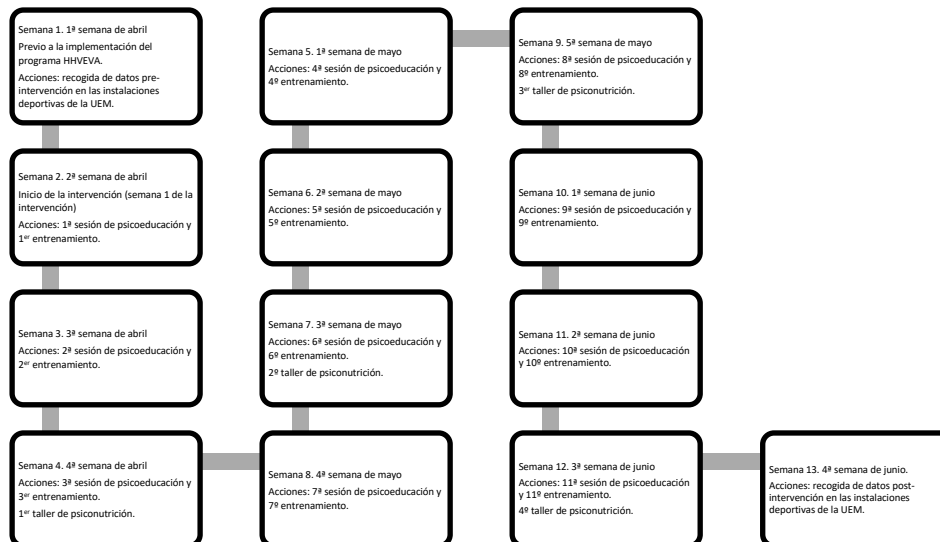 Semana 1. 1ª semana de abril
Previo a la implementación del
programa HHVEVA.
Acciones: recogida de datos pre-
intervención en las instalaciones
deportivas de la UEM.
Semana 2. 2ª semana de abril
Inicio de la intervención (semana 1 de la
intervención)
Acciones: 1ª sesión de psicoeducación y
1er entrenamiento.
Semana 3. 3ª semana de abril
Acciones: 2ª sesión de psicoeducación y
2er entrenamiento.
Semana 4. 4ª semana de abril
Acciones: 3ª sesión de psicoeducación y
3er entrenamiento.
1er taller de psiconutrición.
Semana 5. 1ª semana de mayo
Acciones: 4ª sesión de psicoeducación y
4º entrenamiento.
Semana 6. 2ª semana de mayo
Acciones: 5ª sesión de psicoeducación y
5º entrenamiento.
Semana 7. 3ª semana de mayo
Acciones: 6ª sesión de psicoeducación y
6º entrenamiento.
2º taller de psiconutrición.
Semana 8. 4ª semana de mayo
Acciones: 7ª sesión de psicoeducación y
7º entrenamiento.
Semana 9. 5ª semana de mayo
Acciones: 8ª sesión de psicoeducación y
8º entrenamiento.
3er taller de psiconutrición.
Semana 10. 1ª semana de junio
Acciones: 9ª sesión de psicoeducación y
9º entrenamiento.
Semana 11. 2ª semana de junio
Acciones: 10ª sesión de psicoeducación
y 10º entrenamiento.
Semana 12. 3ª semana de junio
Acciones: 11ª sesión de psicoeducación
y 11º entrenamiento.
4º taller de psiconutrición.
Semana 13. 4ª semana de junio.
Acciones: recogida de datos post-
intervención en las instalaciones
deportivas de la UEM.